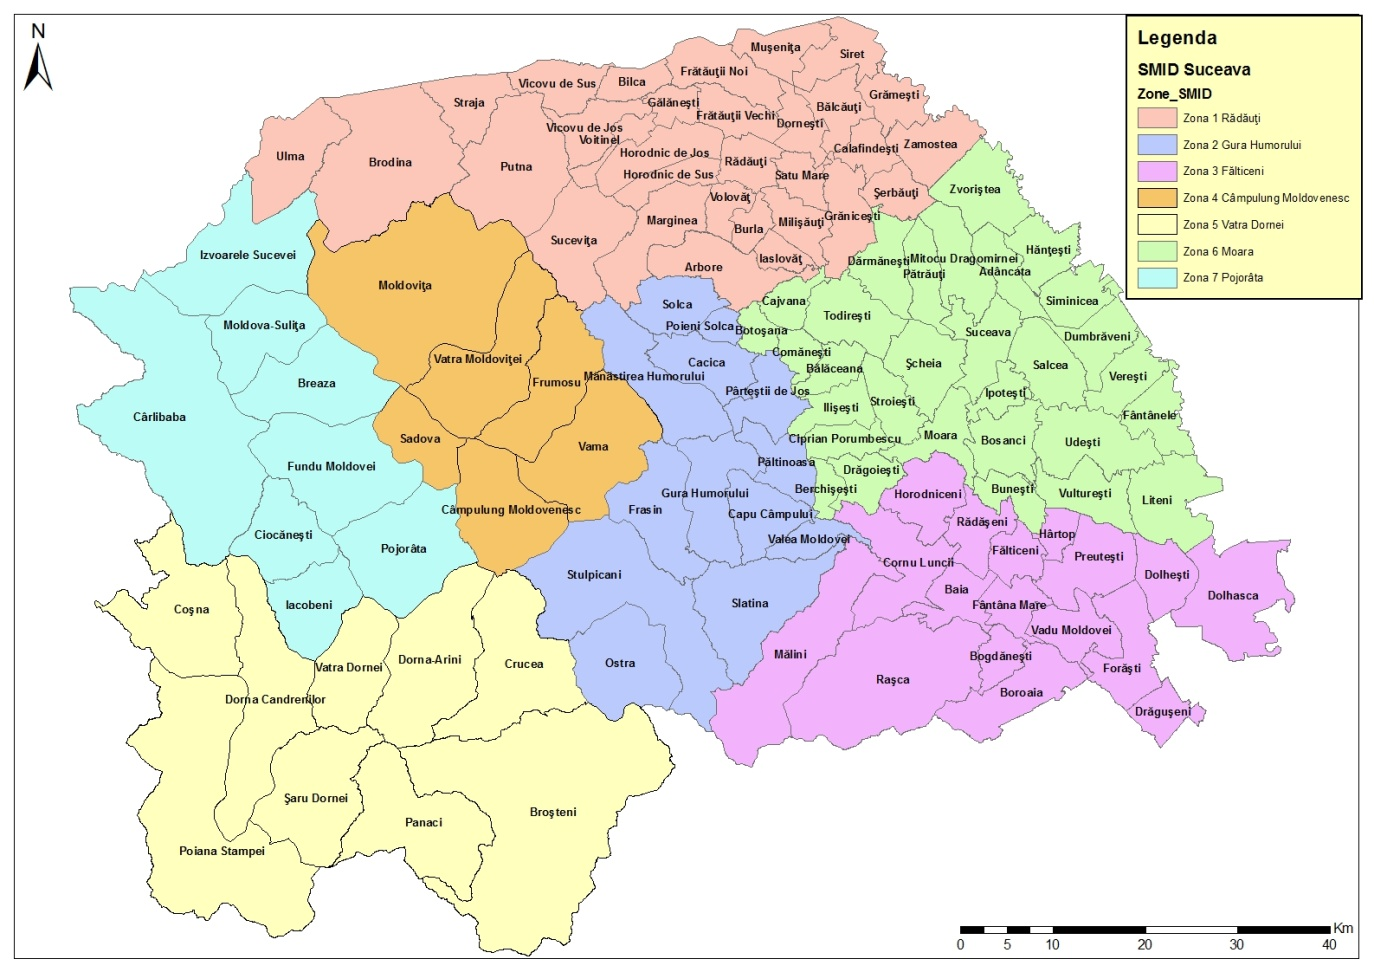 N
Legenda
SMID Suceava
Zone_SMID
Zona 1 Rădăuţi
Zona 2 Gura Humorului
Zona 3 Fălticeni
Zona 4 Câmpulung Moldovenesc
Zona 5 Vatra Dornei
Zona 6 Moara
Zona 7 Pojorâta
Muşeniţa
Siret
Frătăuţii Noi
Vicovu de Sus
Bilca
Straja
Gălăneşti
Grămeşti
Bălcăuţi
Frătăuţii Vechi
Dorneşti
Vicovu de Jos
Voitinel
Calafindeşti
Zamostea
Ulma
Brodina
Putna
Horodnic de Jos
Rădăuţi
Horodnic de Sus
Satu Mare
Şerbăuţi
Zvoriştea
Volovăţ
Marginea
Milişăuţi
Grăniceşti
Burla
Suceviţa
Izvoarele Sucevei
Arbore
Iaslovăţ
Dărmăneşti
Mitocu Dragomirnei
Hănţeşti
Pătrăuţi
Adâncata
Moldoviţa
Solca
Cajvana
Siminicea
Todireşti
Moldova-Suliţa
Poieni Solca
Botoşana
Suceava
Dumbrăveni
Vatra Moldoviţei
Cacica
Comăneşti
Bălăceana
Şcheia
Salcea
Vereşti
Breaza
Frumosu
Mănăstirea Humorului
Pârteştii de Jos
Ipoteşti
Stroieşti
Ilişeşti
Cârlibaba
Fântânele
Sadova
Vama
Ciprian Porumbescu
Moara
Bosanci
Udeşti
Fundu Moldovei
Păltinoasa
Drăgoieşti
Berchişeşti
Horodniceni
Buneşti
Vultureşti
Liteni
Gura Humorului
Câmpulung Moldovenesc
Frasin
Capu Câmpului
Rădăşeni
Ciocăneşti
Pojorâta
Valea Moldovei
Hârtop
Fălticeni
Preuteşti
Cornu Luncii
Stulpicani
Dolheşti
Baia
Dolhasca
Coşna
Iacobeni
Slatina
Fântâna Mare
Vadu Moldovei
Vatra Dornei
Dorna-Arini
Crucea
Ostra
Mălini
Bogdăneşti
Forăşti
Raşca
Boroaia
Dorna Candrenilor
Drăguşeni
Şaru Dornei
Panaci
Broşteni
Poiana Stampei
Km
0 5 10 20 30 40